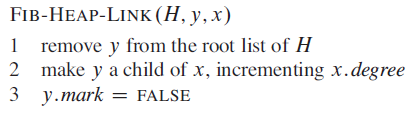 FIB-HEAP-LINK(H, y, x)
1 remove y from the root list of H
2 make y a child of x, incrementing x.degree
3 y.mark = FALSE